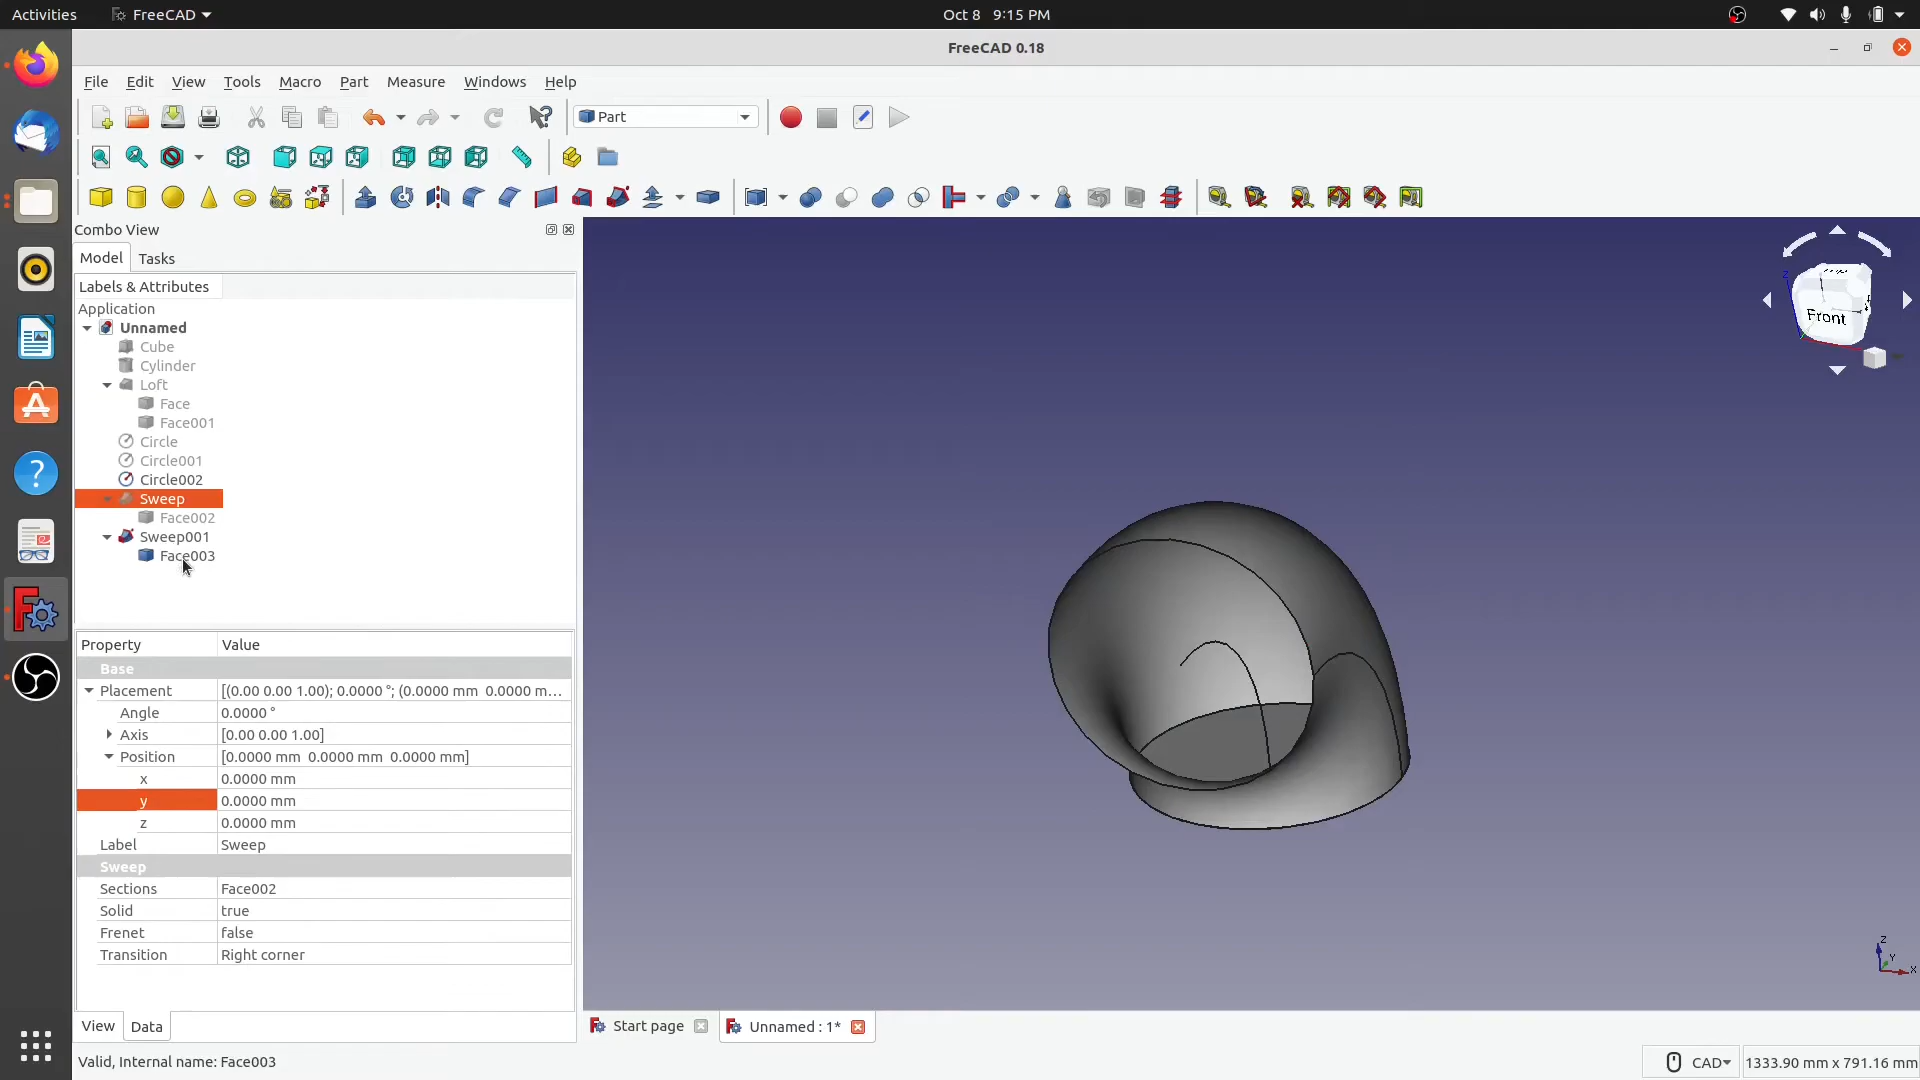 Activities FreeCAD Oct 8 9:15 PM
FreeCAD 0.18
File Edit View Tools Macro Part Measure Windows Help
Part
Combo View
Model Tasks
Labels & Attributes
Application
Unnamed
Cube
Cylinder
Loft
Face
Face001
Circle
Circle001
Circle002
Sweep
Face002
Sweep001
Face003
Property Value
Base
Placement [(0.00 0.00 1.00); 0.0000 °; (0.0000 mm 0.0000 m...
Angle 0.0000 °
Axis [0.00 0.00 1.00]
Position [0.0000 mm 0.0000 mm 0.0000 mm]
x 0.0000 mm
y 0.0000 mm
z 0.0000 mm
Label Sweep
Sweep
Sections Face002
Solid true
Frenet false
Transition Right corner
View Data
Front
Z
Z
Y
X
Start page Unnamed : 1*
Valid, Internal name: Face003
CAD 1333.90 mm x 791.16 mm